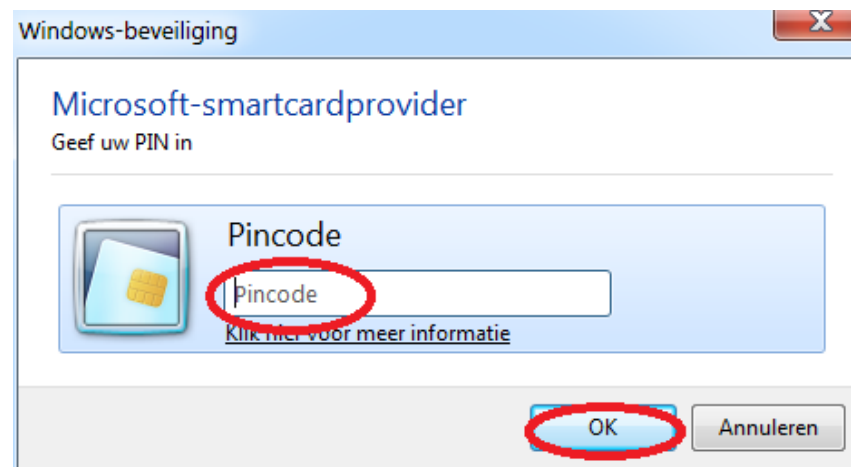 Windows-beveiliging
Microsoft-smartcardprovider
Geef uw PIN in
Pincode
Pincode
Klik hier voor meer informatie
OK
Annuleren